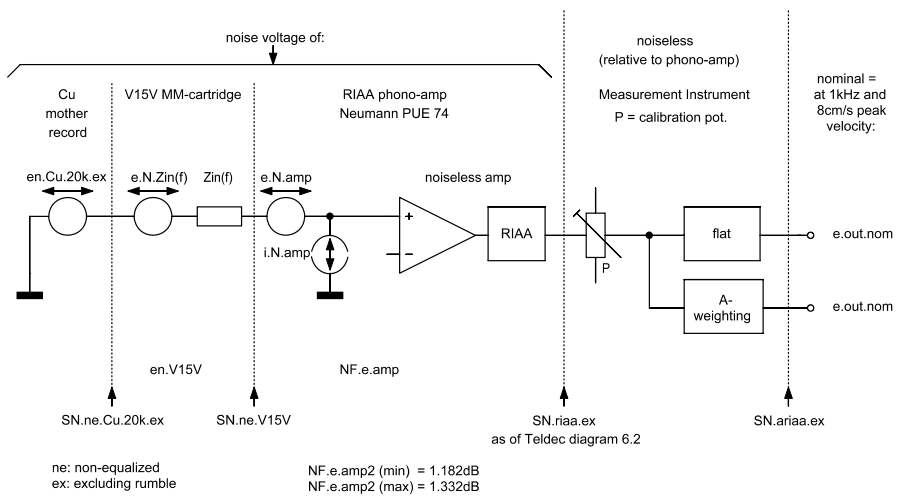 noise voltage of:
noiseless
(relative to phono-amp)
nominal =
at 1kHz and
8cm/s peak
velocity:
Cu
mother
record
V15V MM-cartridge
RIAA phono-amp
Neumann PUE 74
Measurement Instrument
P = calibration pot.
en.Cu.20k.ex
e.N.Zin(f)
Zin(f)
e.N.amp
noiseless amp
+
−
i.N.amp
RIAA
P
flat
e.out.nom
A-
weighting
e.out.nom
en.V15V
NF.e.amp
SN.ne.Cu.20k.ex
SN.ne.V15V
SN.riaa.ex
as of Teldec diagram 6.2
SN.ariaa.ex
ne: non-equalized
ex: excluding rumble
NF.e.amp2 (min) = 1.182dB
NF.e.amp2 (max) = 1.332dB